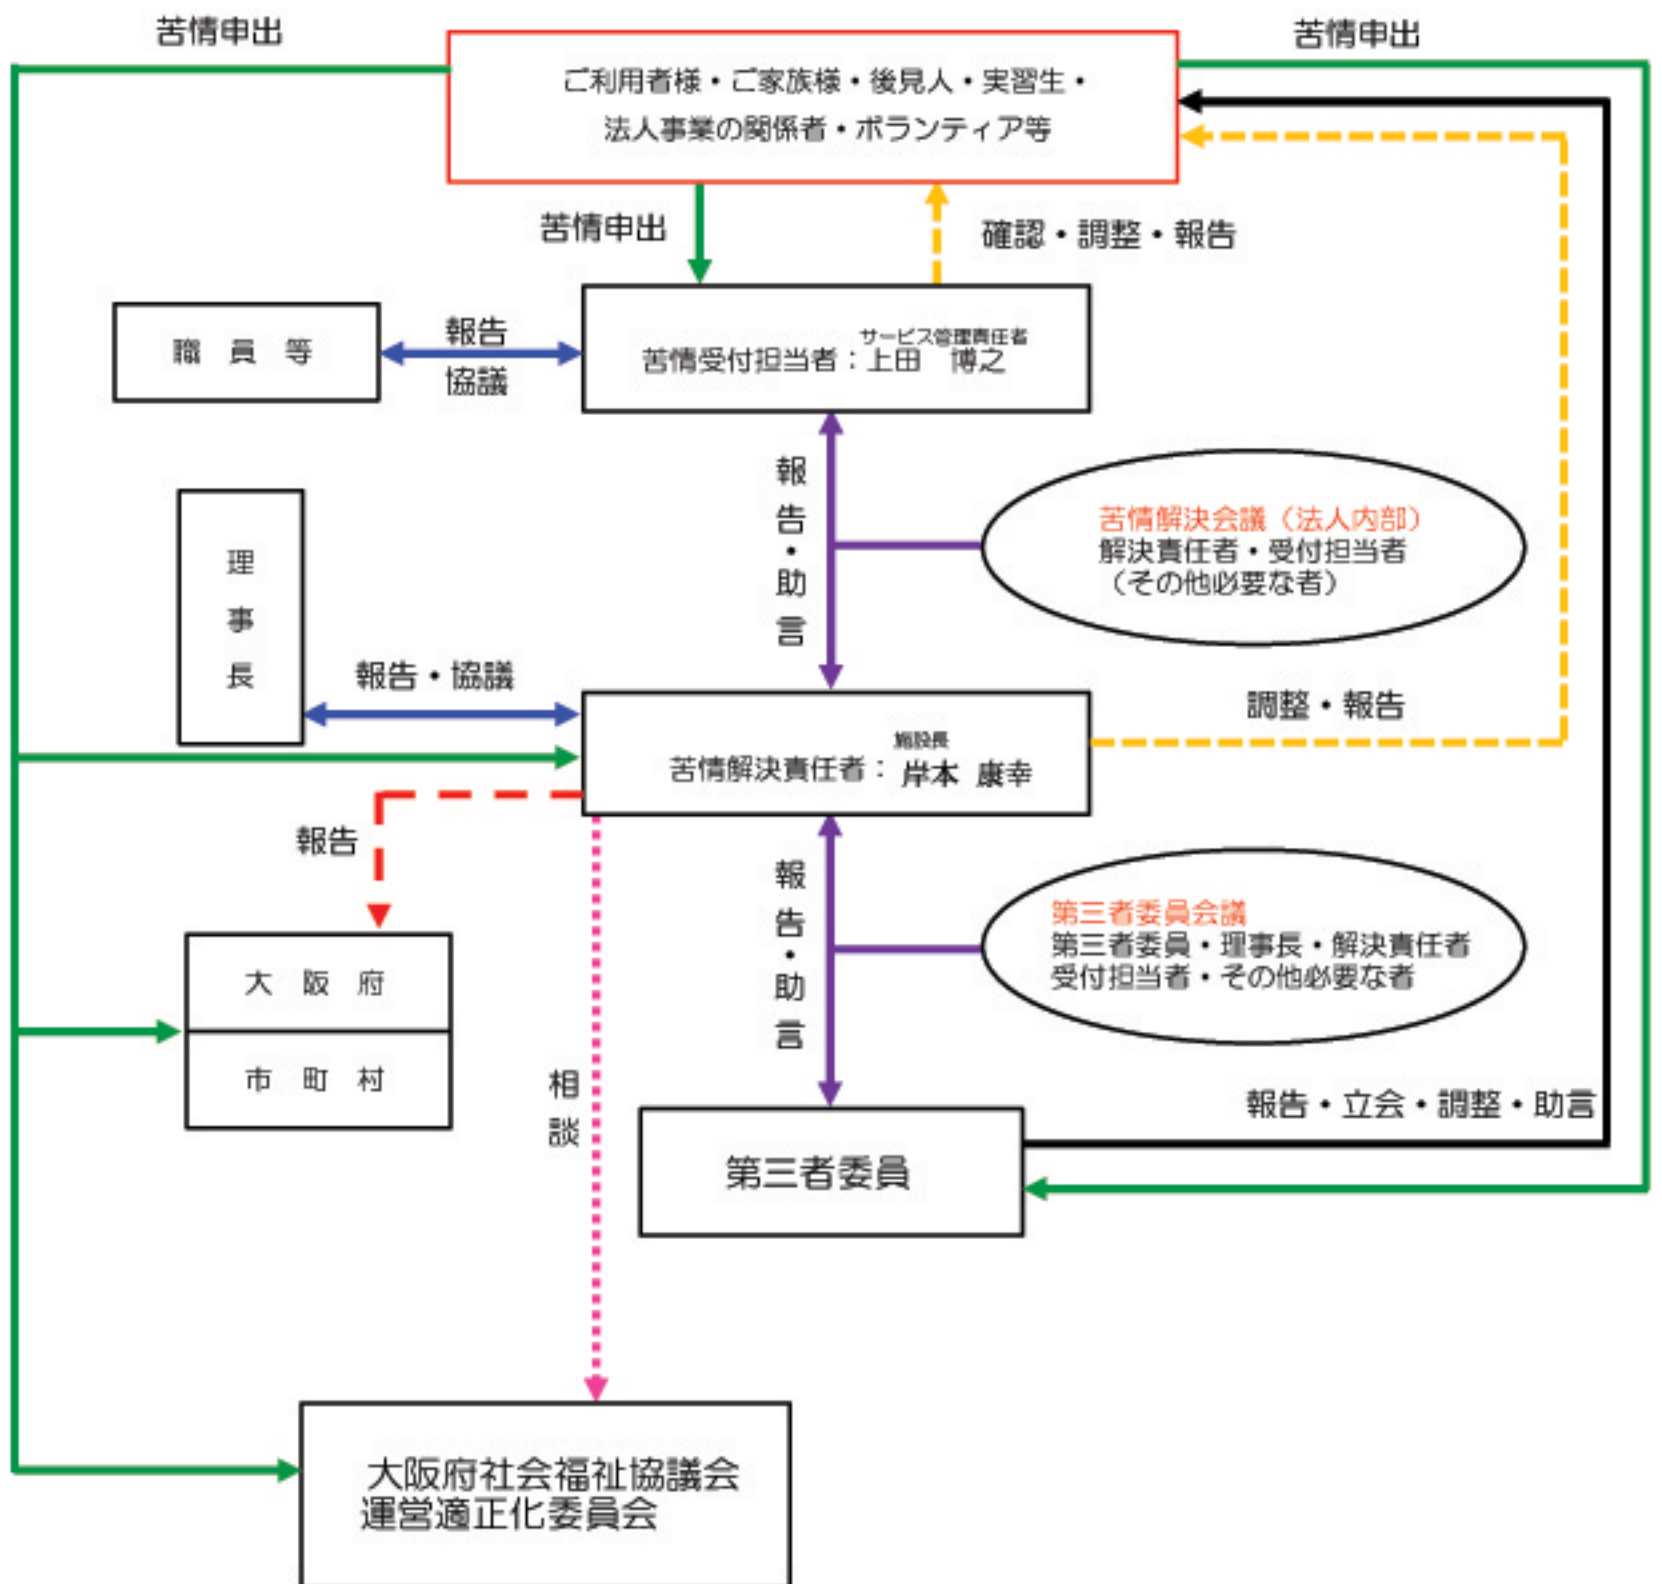 苦情申出
苦情申出
ご利用者様・ご家族様・後見人・実習生・
法人事業の関係者・ボランティア等
苦情申出
確認・調整・報告
職員等
報告
協議
サービス管理責任者
苦情受付担当者：上田　博之
報告・助言
苦情解決会議（法人内部）
解決責任者・受付担当者
（その他必要な者）
理事長
報告・協議
調整・報告
施設長
苦情解決責任者：岸本　康幸
報告
報告・助言
第三者委員会議
第三者委員・理事長・解決責任者
受付担当者・その他必要な者
大阪府
市町村
相談
報告・立会・調整・助言
第三者委員
大阪府社会福祉協議会
運営適正化委員会